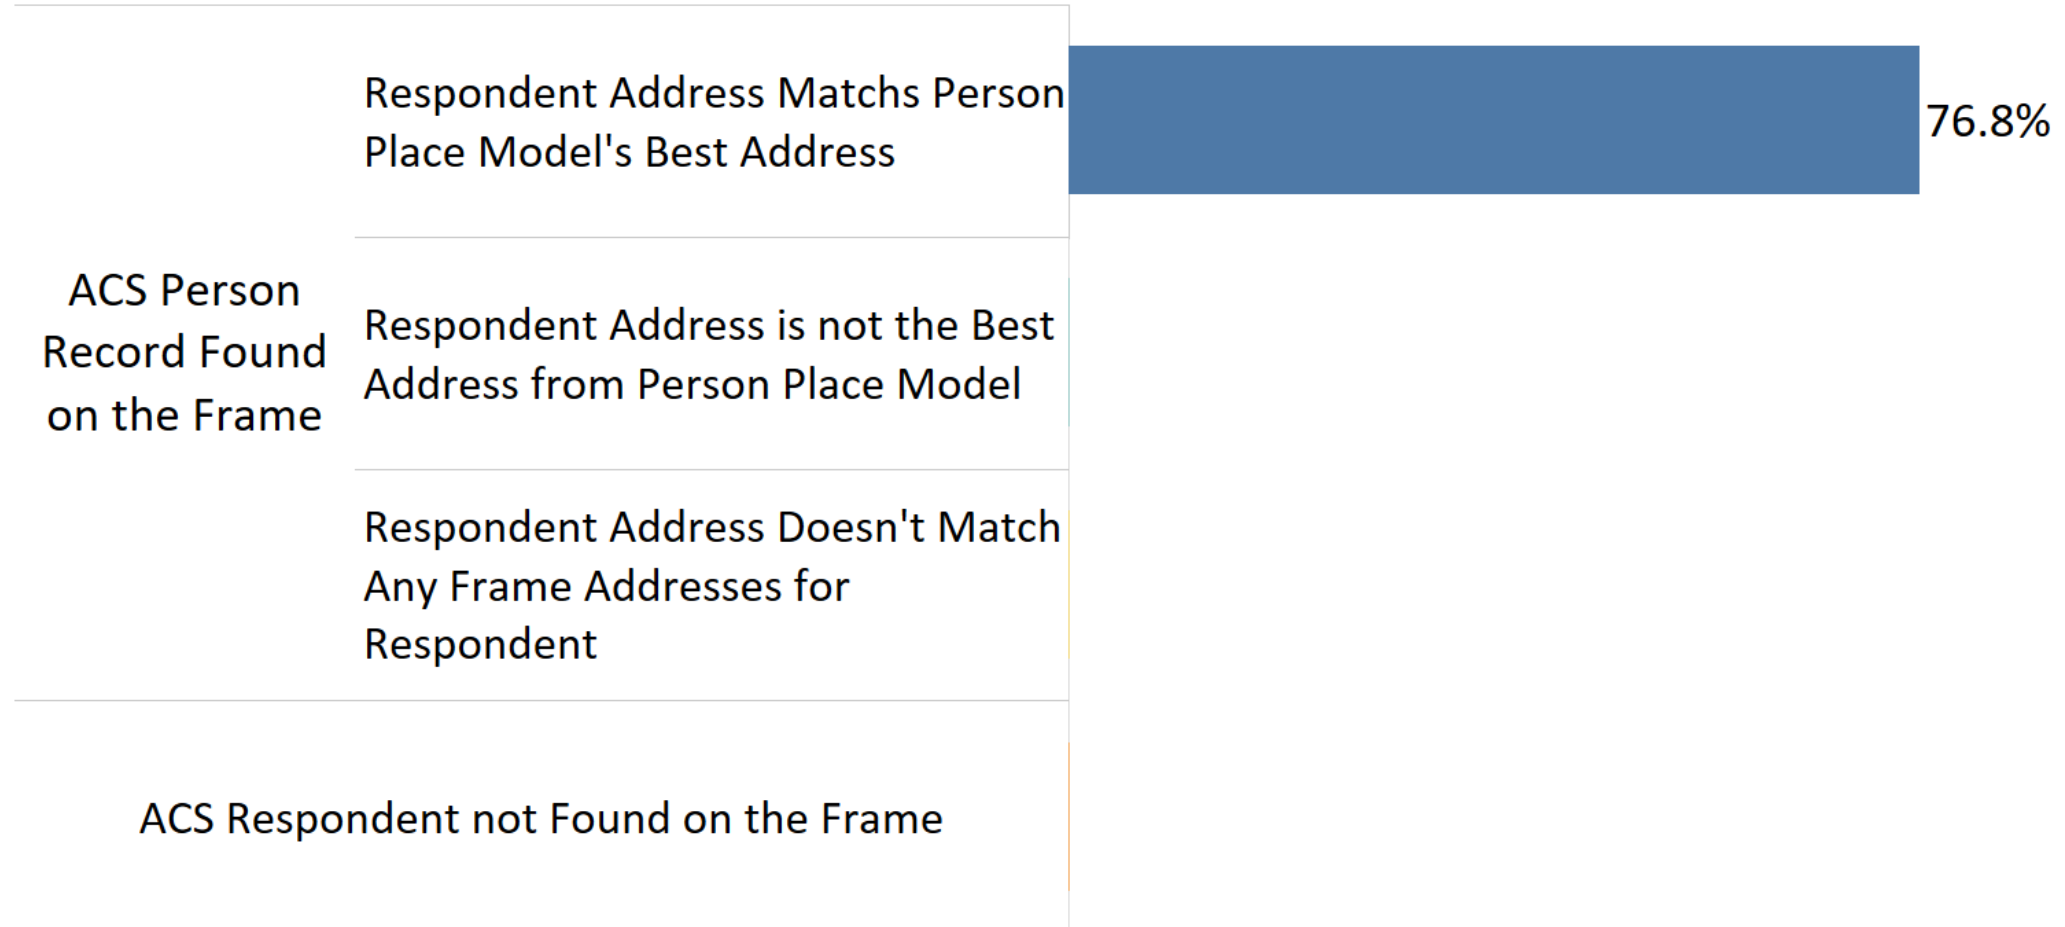 Respondent Address Matchs Person
Place Model's Best Address
76.8%
ACS Person
Record Found
on the Frame
Respondent Address is not the Best
Address from Person Place Model
Respondent Address Doesn't Match
Any Frame Addresses for
Respondent
ACS Respondent not Found on the Frame